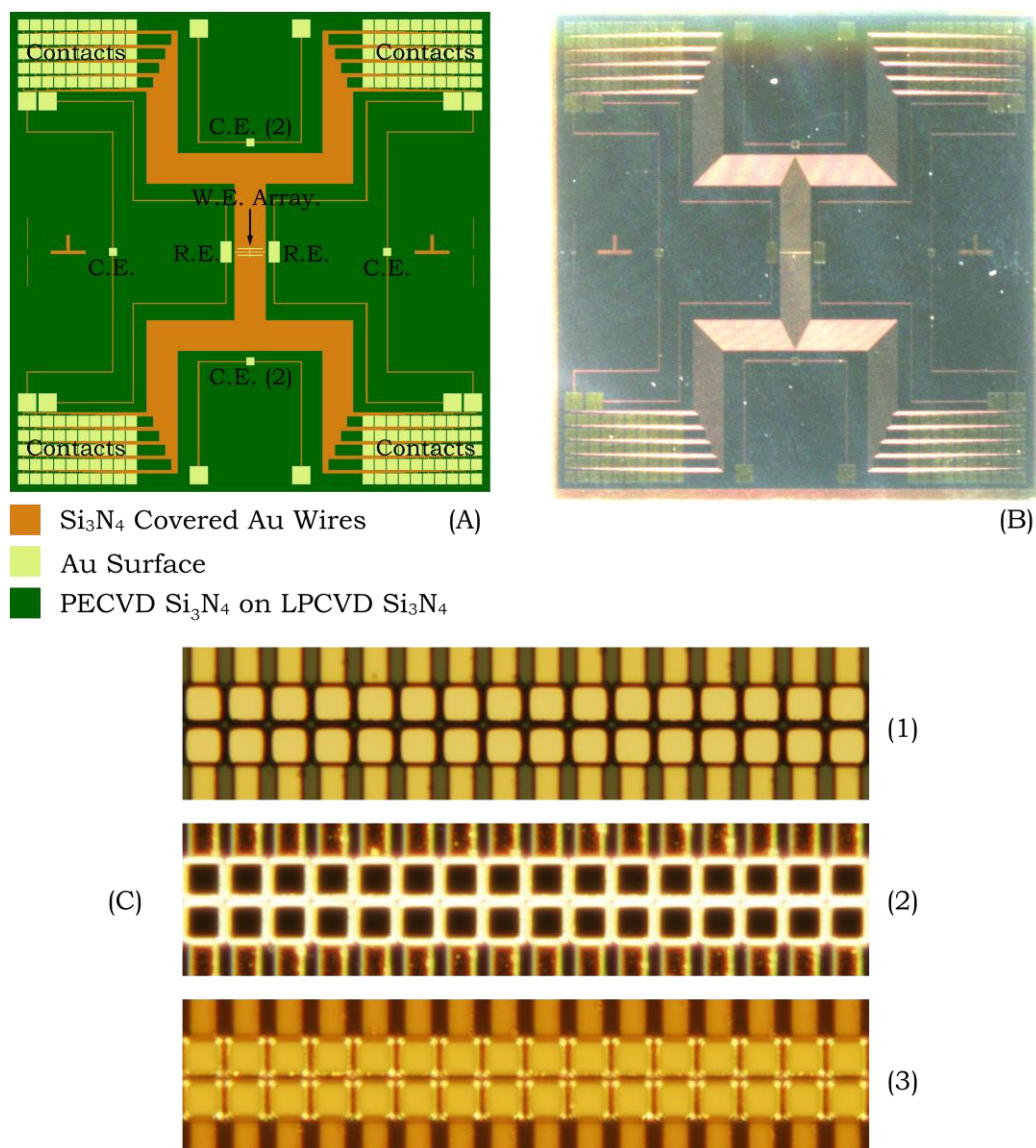 Contacts
Contacts
C.E. (2)
W.E. Array.
R.E.
R.E.
C.E.
C.E.
C.E. (2)
Contacts
Contacts
Si₃N₄ Covered Au Wires
(A)
(B)
Au Surface
PECVD Si₃N₄ on LPCVD Si₃N₄
(1)
(C)
(2)
(3)